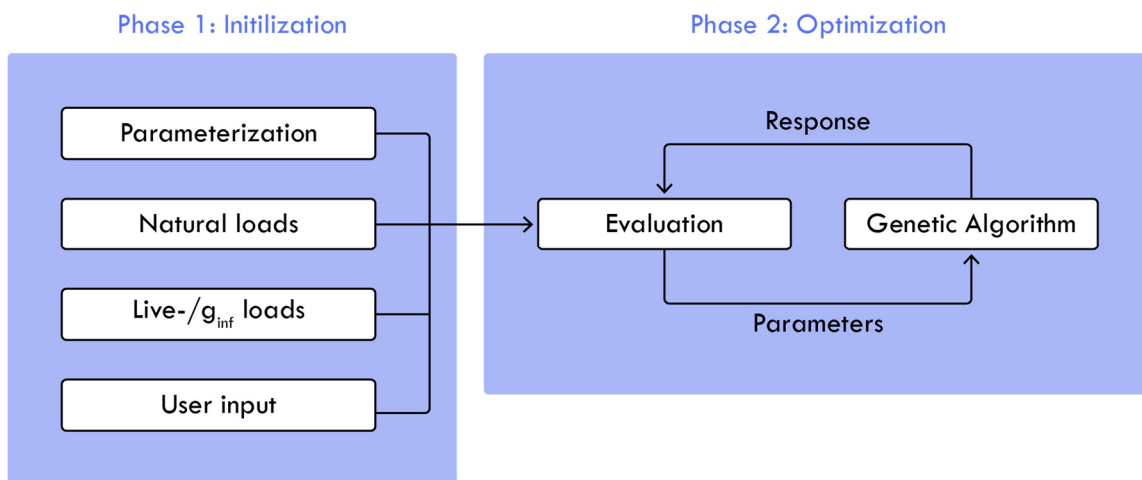 Phase 1: Initilization
Parameterization
Natural loads
Live-/g_inf loads
User input
Phase 2: Optimization
Response
Evaluation
Genetic Algorithm
Parameters